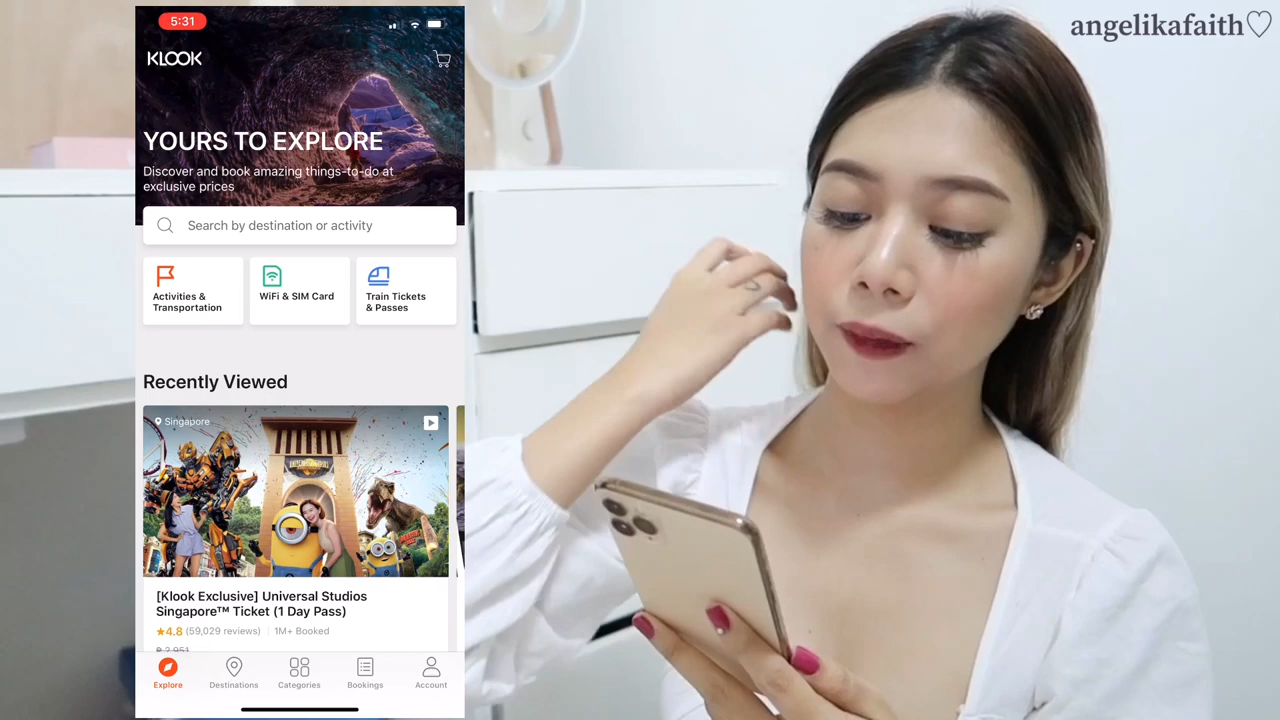 angelikafaith♡
5:31
KLOOK
YOURS TO EXPLORE
Discover and book amazing things-to-do at
exclusive prices
Search by destination or activity
Activities &
Transportation
WiFi & SIM Card
Train Tickets
& Passes
Recently Viewed
Singapore
[Klook Exclusive] Universal Studios
Singapore™ Ticket (1 Day Pass)
★4.8 (59,029 reviews) | 1M+ Booked
₱ 2,951
Explore
Destinations
Categories
Bookings
Account